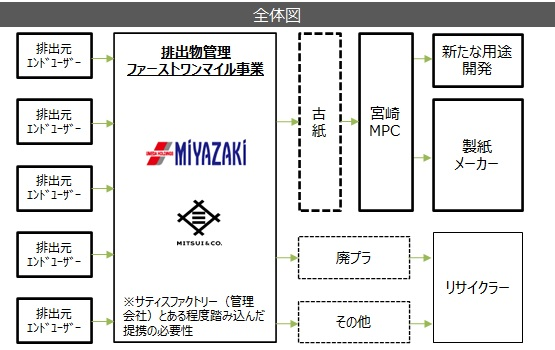 全体図
排出元
ｴﾝﾄﾞﾕｰｻﾞｰ
排出元
ｴﾝﾄﾞﾕｰｻﾞｰ
排出元
ｴﾝﾄﾞﾕｰｻﾞｰ
排出元
ｴﾝﾄﾞﾕｰｻﾞｰ
排出元
ｴﾝﾄﾞﾕｰｻﾞｰ
排出物管理
ファーストワンマイル事業
MIYAZAKI
MITSUI & CO.
※サティスファクトリー（管理
会社）とある程度踏み込んだ
提携の必要性
古紙
宮崎
MPC
新たな用途
開発
製紙
メーカー
廃プラ
その他
リサイクラー